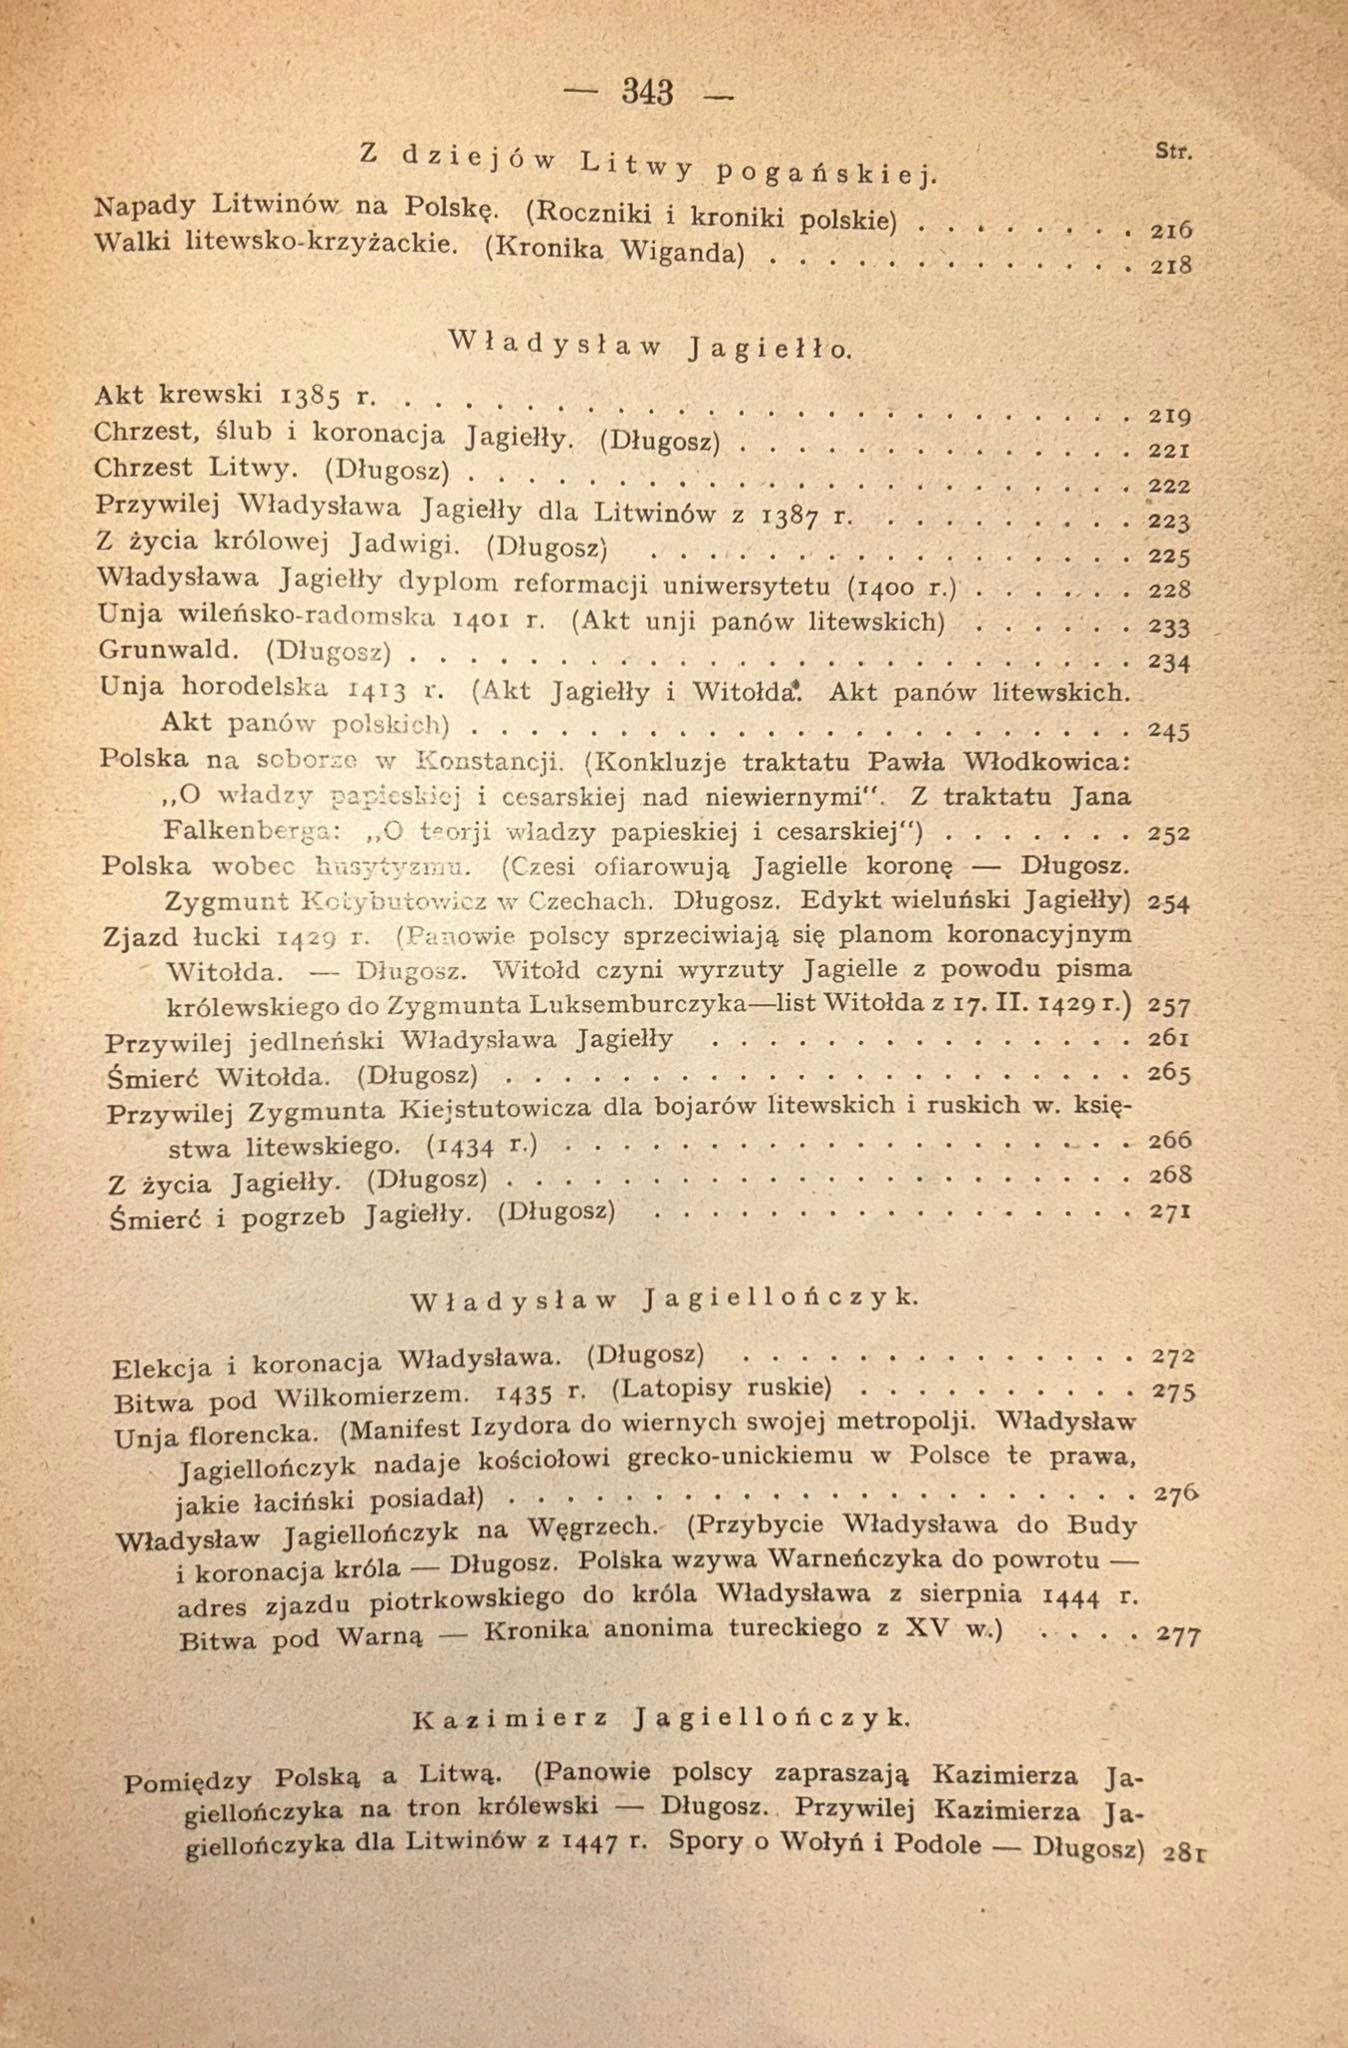 — 343 —
Z dziejów Litwy pogańskiej. Str.
Napady Litwinów na Polskę. (Roczniki i kroniki polskie) . . . . . . . . 216
Walki litewsko-krzyżackie. (Kronika Wiganda) . . . . . . . . . . . . . 218
Władysław Jagiełło.
Akt krewski 1385 r. . . . . . . . . . . . . . . . . . . . . . . . . . 219
Chrzest, ślub i koronacja Jagiełły. (Długosz) . . . . . . . . . . . . . . 221
Chrzest Litwy. (Długosz) . . . . . . . . . . . . . . . . . . . . . . . 222
Przywilej Władysława Jagiełły dla Litwinów z 1387 r. . . . . . . . . . 223
Z życia królowej Jadwigi. (Długosz) . . . . . . . . . . . . . . . . . 225
Władysława Jagiełły dyplom reformacji uniwersytetu (1400 r.) . . . . . . 228
Unja wileńsko-radomska 1401 r. (Akt unji panów litewskich) . . . . . . 233
Grunwald. (Długosz) . . . . . . . . . . . . . . . . . . . . . . . . . 234
Unja horodelska 1413 r. (Akt Jagiełły i Witołda. Akt panów litewskich.
Akt panów polskich) . . . . . . . . . . . . . . . . . . . . . . . 245
Polska na soborze w Konstancji. (Konkluzje traktatu Pawła Włodkowica:
„O władzy papieskiej i cesarskiej nad niewiernymi“. Z traktatu Jana
Falkenberga: „O teorji władzy papieskiej i cesarskiej“) . . . . . . . 252
Polska wobec husytyzmu. (Czesi ofiarowują Jagielle koronę — Długosz.
Zygmunt Korybutowicz w Czechach. Długosz. Edykt wieluński Jagiełły) 254
Zjazd łucki 1429 r. (Panowie polscy sprzeciwiają się planom koronacyjnym
Witołda. — Długosz. Witołd czyni wyrzuty Jagielle z powodu pisma
królewskiego do Zygmunta Luksemburczyka—list Witołda z 17. II. 1429 r.) 257
Przywilej jedlneński Władysława Jagiełły . . . . . . . . . . . . . . . 261
Śmierć Witołda. (Długosz) . . . . . . . . . . . . . . . . . . . . . . 265
Przywilej Zygmunta Kiejstutowicza dla bojarów litewskich i ruskich w. księ-
stwa litewskiego. (1434 r.) . . . . . . . . . . . . . . . . . . . . 266
Z życia Jagiełły. (Długosz) . . . . . . . . . . . . . . . . . . . . . . 268
Śmierć i pogrzeb Jagiełły. (Długosz) . . . . . . . . . . . . . . . . . 271
Władysław Jagiellończyk.
Elekcja i koronacja Władysława. (Długosz) . . . . . . . . . . . . . . 272
Bitwa pod Wilkomierzem. 1435 r. (Latopisy ruskie) . . . . . . . . . . 275
Unja florencka. (Manifest Izydora do wiernych swojej metropolji. Władysław
Jagiellończyk nadaje kościołowi grecko-unickiemu w Polsce te prawa,
jakie łaciński posiadał) . . . . . . . . . . . . . . . . . . . . . . 276
Władysław Jagiellończyk na Węgrzech. (Przybycie Władysława do Budy
i koronacja króla — Długosz. Polska wzywa Warneńczyka do powrotu —
adres zjazdu piotrkowskiego do króla Władysława z sierpnia 1444 r.
Bitwa pod Warną — Kronika anonima tureckiego z XV w.) . . . . 277
Kazimierz Jagiellończyk.
Pomiędzy Polską a Litwą. (Panowie polscy zapraszają Kazimierza Ja-
giellończyka na tron królewski — Długosz. Przywilej Kazimierza Ja-
giellończyka dla Litwinów z 1447 r. Spory o Wołyń i Podole — Długosz) 281